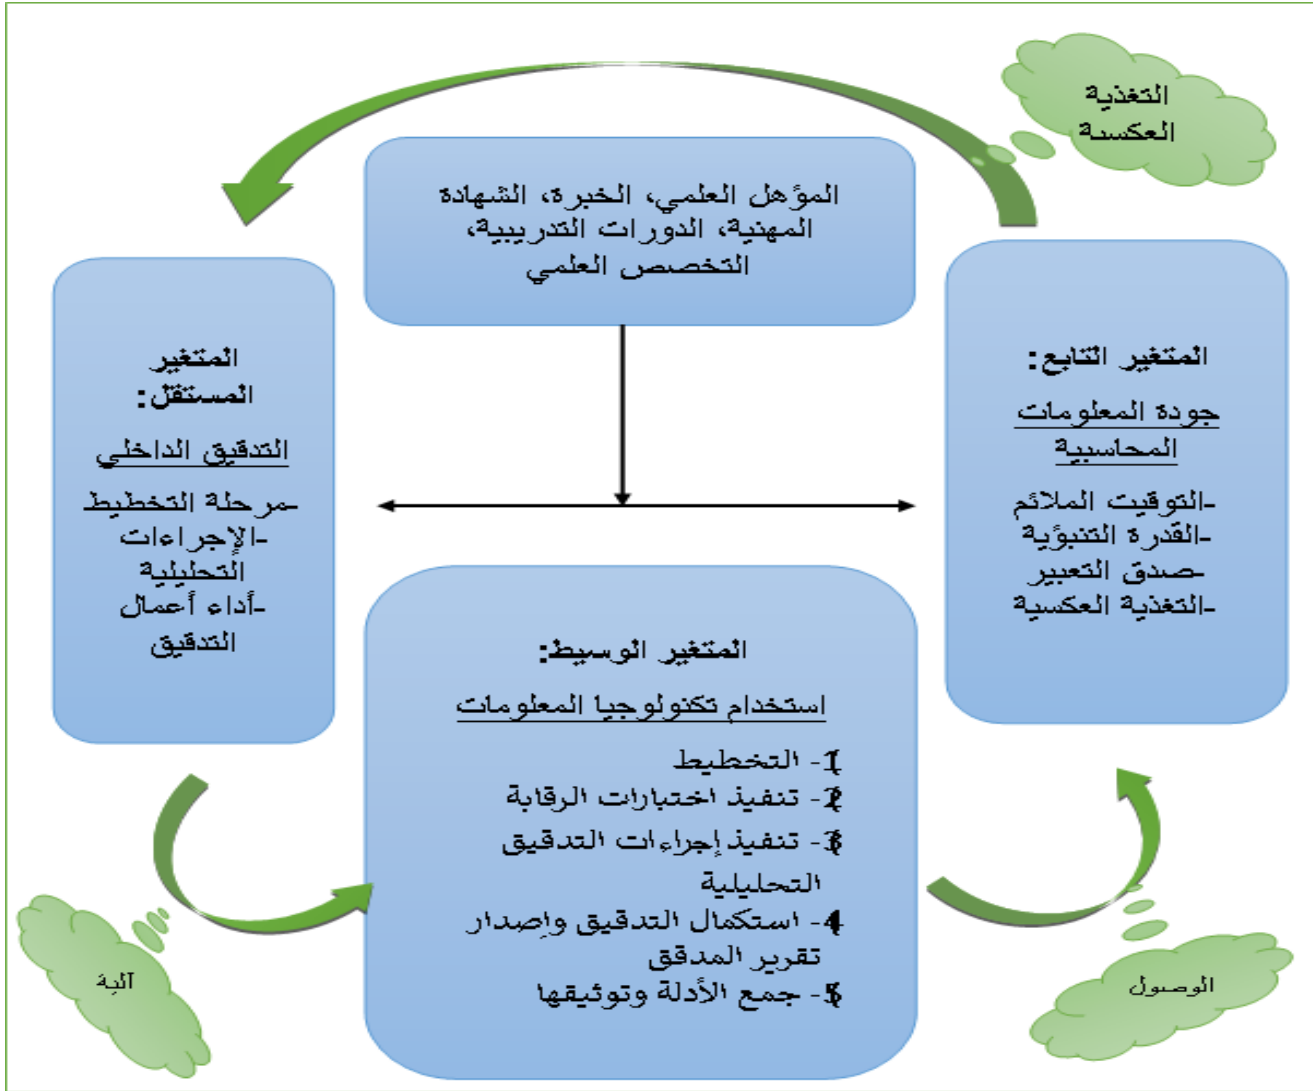 التغذية
العكسية
المؤهل العلمي، الخبرة، الشهادة
المهنية، الدورات التدريبية،
التخصص العلمي
المتغير التابع:
جودة المعلومات
المحاسبية
-التوقيت الملائم
-القدرة التنبؤية
-صدق التعبير
-التغذية العكسية
المتغير
المستقل:
التدقيق الداخلي
-مرحلة التخطيط
-الإجراءات
التحليلية
-أداء أعمال
التدقيق
المتغير الوسيط:
استخدام تكنولوجيا المعلومات
1- التخطيط
2- تنفيذ اختبارات الرقابة
3- تنفيذ إجراءات التدقيق
التحليلية
4- استكمال التدقيق وإصدار
تقرير المدقق
5- جمع الأدلة وتوثيقها
الوصول
آلية